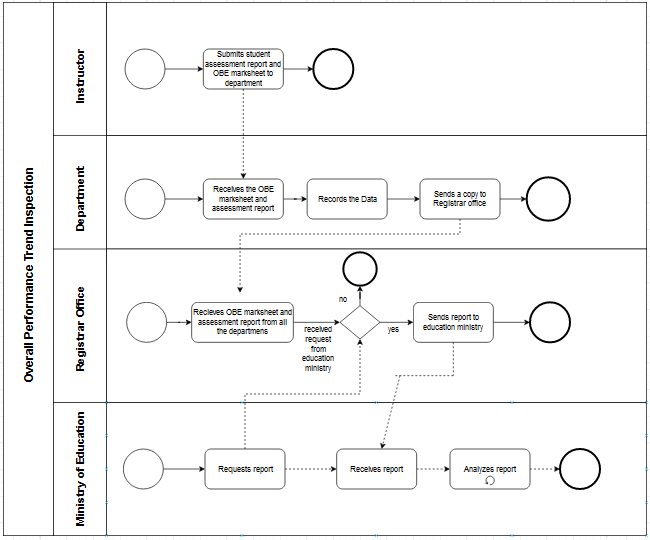 Overall Performance Trend Inspection
Instructor
Submits student
assessment report and
OBE marksheet to
department
Department
Receives the OBE
marksheet and
assessment report
Records the Data
Sends a copy to
Registrar office
Registrar Office
Recieves OBE marksheet and
assessment report from all
the departmens
received
request
from
education
ministry
no
yes
Sends report to
education ministry
Ministry of Education
Requests report
Receives report
Analyzes report